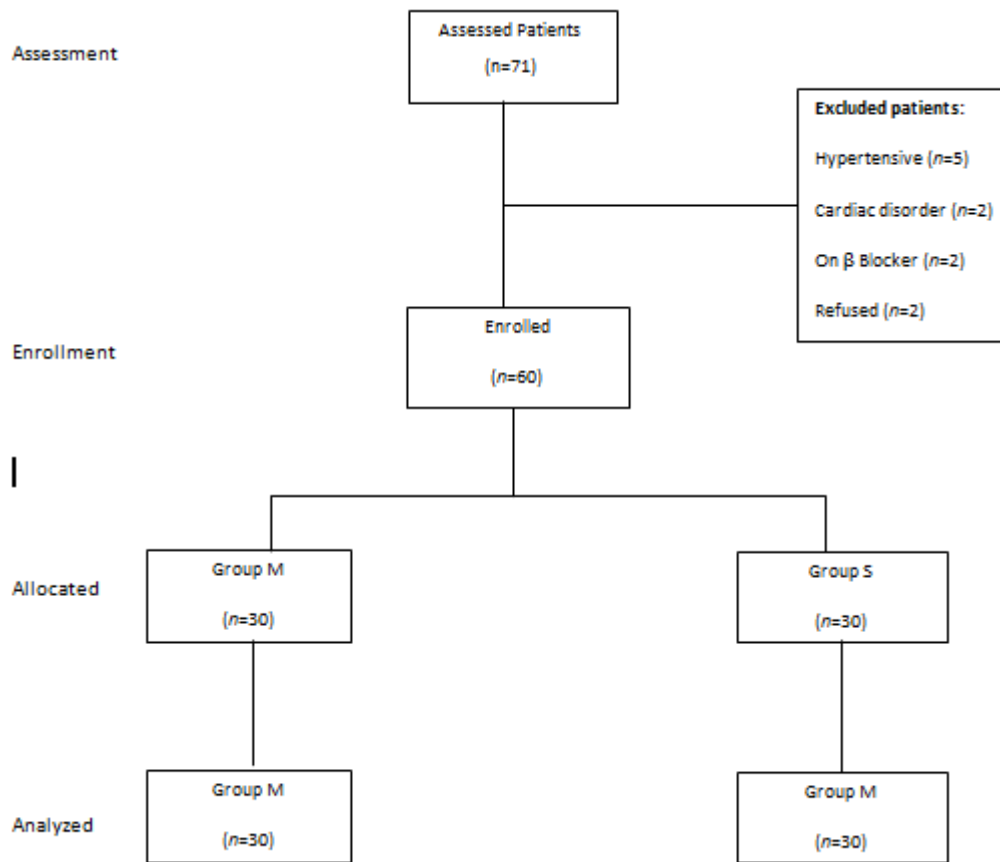 Assessment
Assessed Patients
(n=71)
Excluded patients:
Hypertensive (n=5)
Cardiac disorder (n=2)
On β Blocker (n=2)
Refused (n=2)
Enrollment
Enrolled
(n=60)
Allocated
Group M
(n=30)
Group S
(n=30)
Analyzed
Group M
(n=30)
Group M
(n=30)